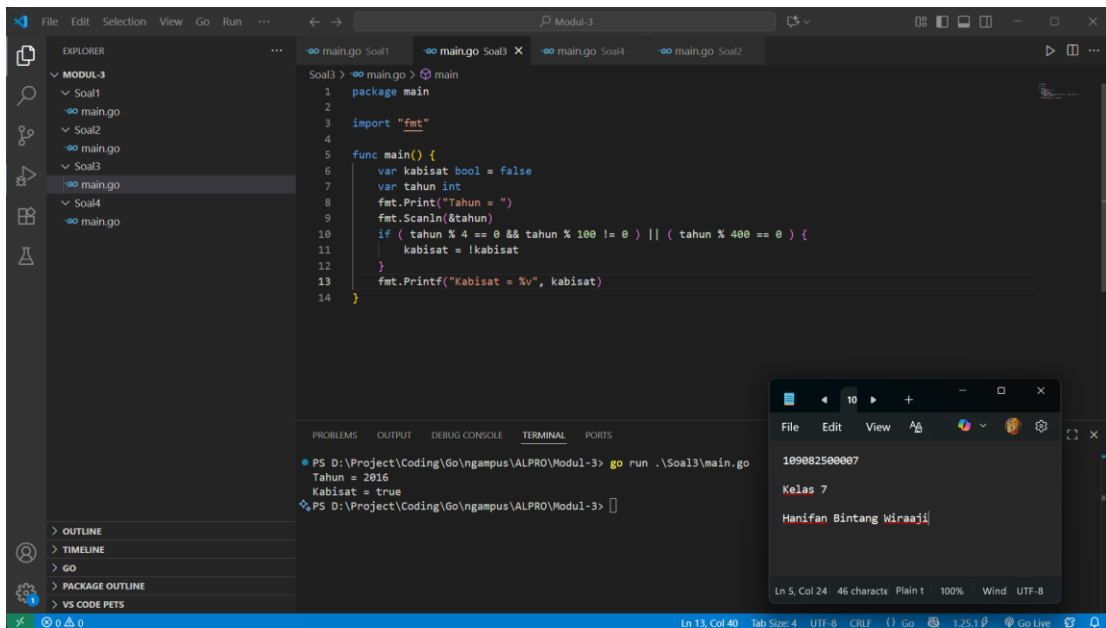 File Edit Selection View Go Run ··· Modul-3
EXPLORER ···
MODUL-3
Soal1
main.go
Soal2
main.go
Soal3
main.go
Soal4
main.go
OUTLINE
TIMELINE
GO
PACKAGE OUTLINE
VS CODE PETS
main.go Soal1 main.go Soal3 main.go Soal4 main.go Soal2
Soal3 > main.go > main
1 package main
2
3 import "fmt"
4
5 func main() {
6 var kabisat bool = false
7 var tahun int
8 fmt.Print("Tahun = ")
9 fmt.Scanln(&tahun)
10 if ( tahun % 4 == 0 && tahun % 100 != 0 ) || ( tahun % 400 == 0 ) {
11 kabisat = !kabisat
12 }
13 fmt.Printf("Kabisat = %v", kabisat)
14 }
PROBLEMS OUTPUT DEBUG CONSOLE TERMINAL PORTS
PS D:\Project\Coding\Go\ngampus\ALPRO\Modul-3> go run .\Soal3\main.go
Tahun = 2016
Kabisat = true
PS D:\Project\Coding\Go\ngampus\ALPRO\Modul-3>
10
File Edit View
109082500007
Kelas 7
Hanifan Bintang Wiraaji
Ln 5, Col 24 46 characte Plain t 100% Wind UTF-8
1
0 0 Ln 13, Col 40 Tab Size: 4 UTF-8 CRLF {} Go 1.25.1 Go Live